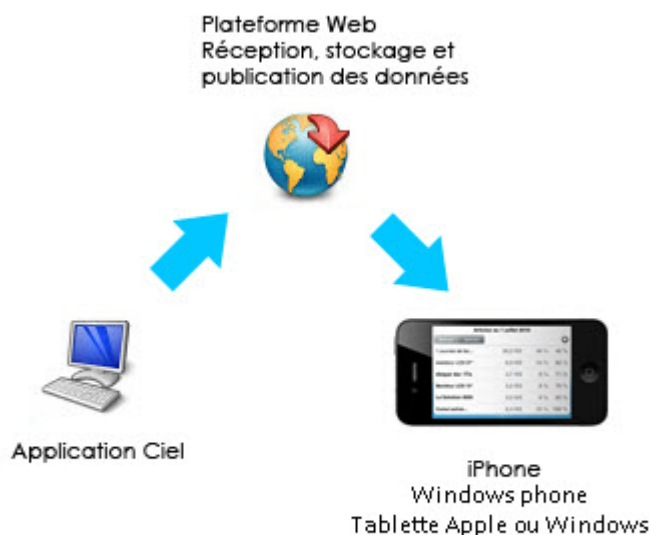 Plateforme Web
Réception, stockage et
publication des données
Application Ciel
iPhone
Windows phone
Tablette Apple ou Windows